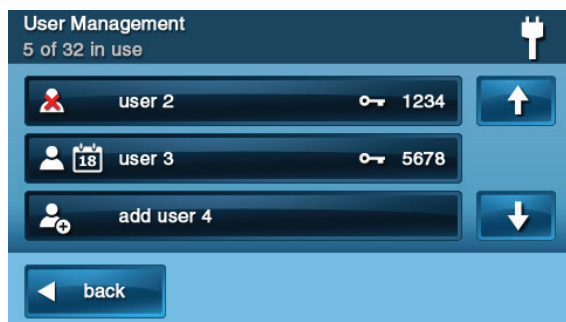 User Management
5 of 32 in use
user 2 1234
18 user 3 5678
add user 4
back